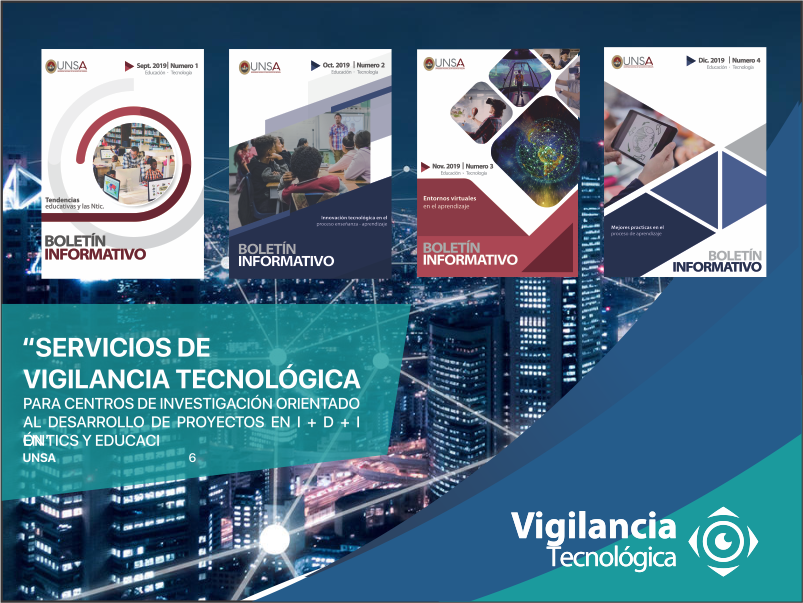 UNSA
Sept. 2019 | Numero 1
Educación - Tecnología
Tendencias
educativas y las Ntic.
BOLETÍN
INFORMATIVO
UNSA
Oct. 2019 | Numero 2
Educación - Tecnología
Innovación tecnológica en el
proceso enseñanza - aprendizaje
BOLETÍN
INFORMATIVO
UNSA
Nov. 2019 | Numero 3
Educación - Tecnología
Entornos virtuales
en el aprendizaje
BOLETÍN
INFORMATIVO
UNSA
Dic. 2019 | Numero 4
Educación - Tecnología
Mejores practicas en el
proceso de aprendizaje
BOLETÍN
INFORMATIVO
“SERVICIOS DE
VIGILANCIA TECNOLÓGICA
PARA CENTROS DE INVESTIGACIÓN ORIENTADO
AL DESARROLLO DE PROYECTOS EN I + D + I
TICS Y EDUCACI
UNSA 6
Vigilancia
Tecnológica